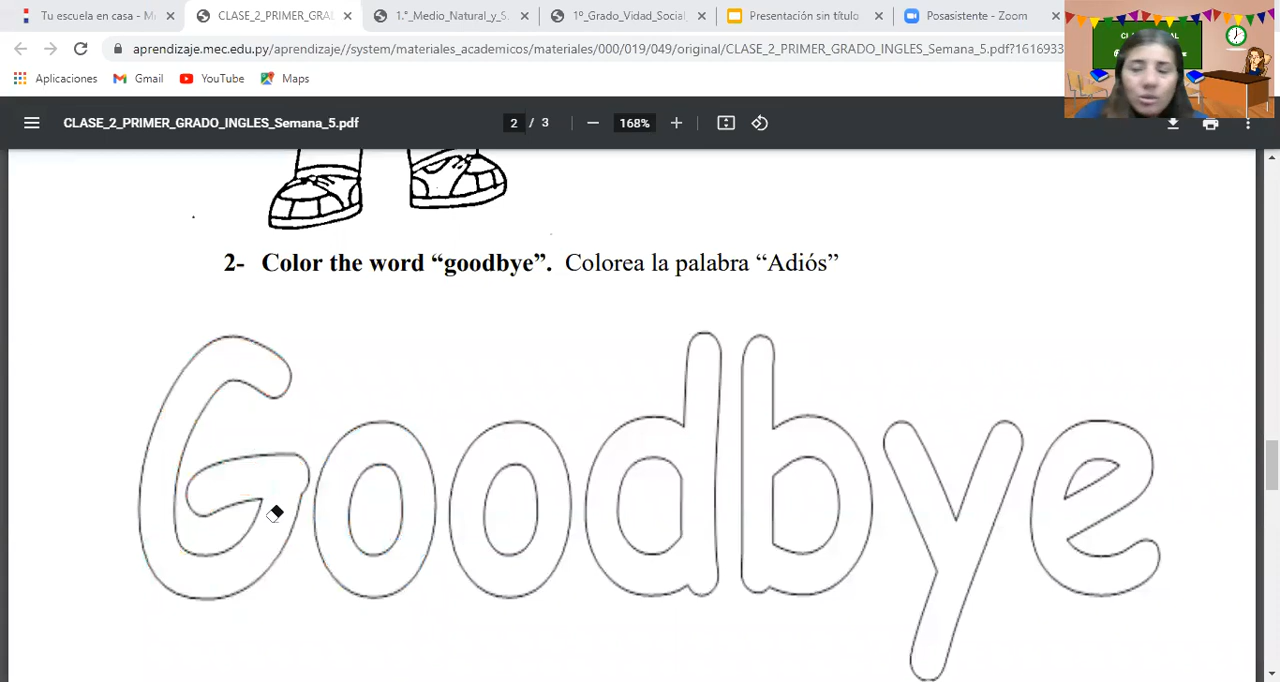 Tu escuela en casa - M
CLASE_2_PRIMER_GRA
1.°_Medio_Natural_y_S.
1º_Grado_Vidad_Social
Presentación sin título
Posasistente - Zoom
aprendizaje.mec.edu.py/aprendizaje//system/materiales_academicos/materiales/000/019/049/original/CLASE_2_PRIMER_GRADO_INGLES_Semana_5.pdf?1616933
Aplicaciones
Gmail
YouTube
Maps
CLASE_2_PRIMER_GRADO_INGLES_Semana_5.pdf
2 / 3
168%
2- Color the word “goodbye”. Colorea la palabra “Adiós”
Goodbye